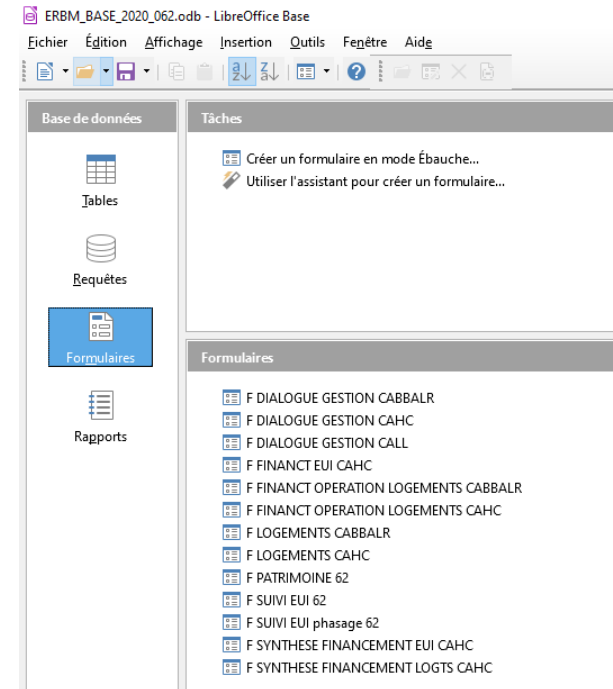 ERBM_BASE_2020_062.odb - LibreOffice Base
Fichier Édition Affichage Insertion Outils Fenêtre Aide
Base de données
Tables
Requêtes
Formulaires
Rapports
Tâches
Créer un formulaire en mode Ébauche...
Utiliser l'assistant pour créer un formulaire...
Formulaires
F DIALOGUE GESTION CABBALR
F DIALOGUE GESTION CAHC
F DIALOGUE GESTION CALL
F FINANCT EUI CAHC
F FINANCT OPERATION LOGEMENTS CABBALR
F FINANCT OPERATION LOGEMENTS CAHC
F LOGEMENTS CABBALR
F LOGEMENTS CAHC
F PATRIMOINE 62
F SUIVI EUI 62
F SUIVI EUI phasage 62
F SYNTHESE FINANCEMENT EUI CAHC
F SYNTHESE FINANCEMENT LOGTS CAHC